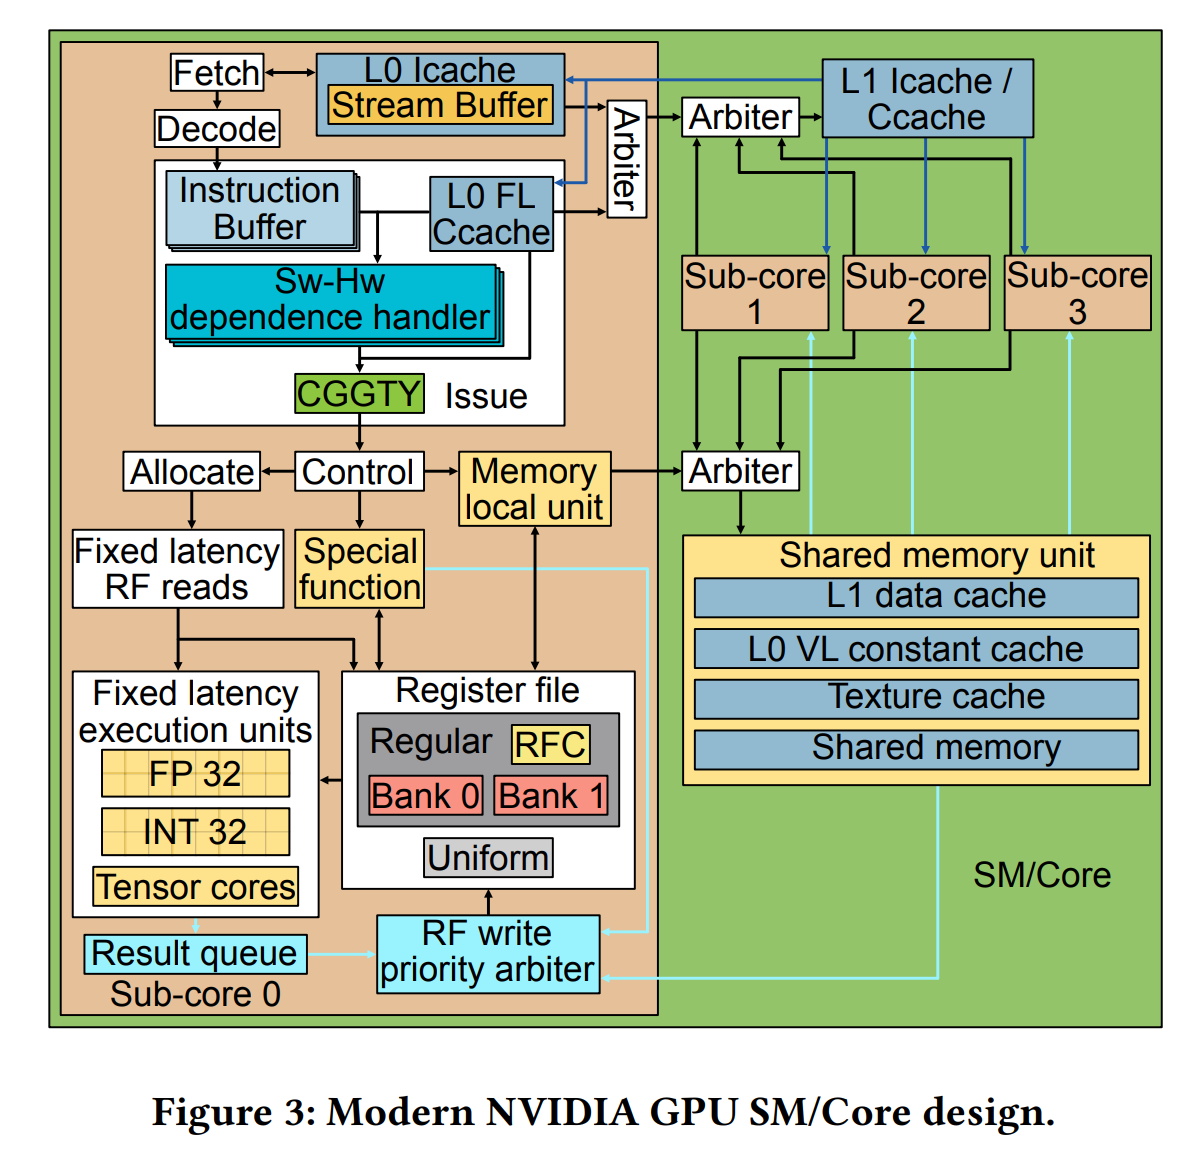 Fetch
L0 Icache
Stream Buffer
Decode
Arbiter
Arbiter
L1 Icache /
Ccache
Instruction
Buffer
L0 FL
Ccache
Sw-Hw
dependence handler
CGGTY
Issue
Sub-core
1
Sub-core
2
Sub-core
3
Allocate
Control
Memory
local unit
Arbiter
Fixed latency
RF reads
Special
function
Shared memory unit
L1 data cache
L0 VL constant cache
Texture cache
Shared memory
Fixed latency
execution units
FP 32
INT 32
Tensor cores
Register file
Regular
RFC
Bank 0
Bank 1
Uniform
SM/Core
Result queue
RF write
priority arbiter
Sub-core 0
Figure 3: Modern NVIDIA GPU SM/Core design.